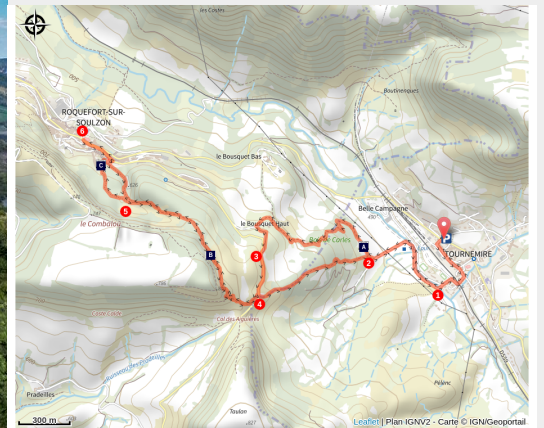 les Costes
Boutinenques
ROQUEFORT-SUR-
SOULZON
6
C
le Bousquet Bas
5
le Combalou
Belle Campagne
le Bousquet Haut
P
A
TOURNEMIRE
B
3
2
1
4
Col des Aiguières
Pélenc
Pradeilles
Taulan
300 m
Leaflet | Plan IGNV2 - Carte © IGN/Geoportail